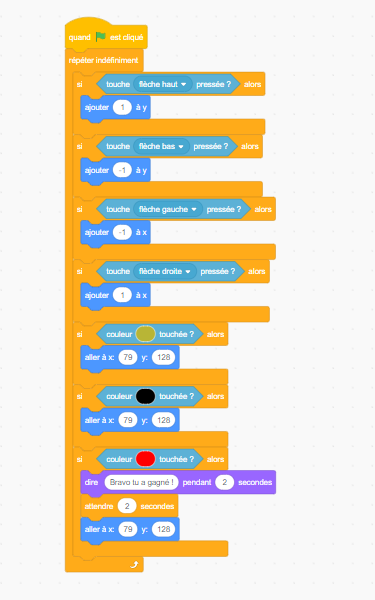 quand est cliqué
répéter indéfiniment
si touche flèche haut pressée ? alors
ajouter 1 à y
si touche flèche bas pressée ? alors
ajouter -1 à y
si touche flèche gauche pressée ? alors
ajouter -1 à x
si touche flèche droite pressée ? alors
ajouter 1 à x
si couleur touchée ? alors
aller à x: 79 y: 128
si couleur touchée ? alors
aller à x: 79 y: 128
si couleur touchée ? alors
dire Bravo tu a gagné ! pendant 2 secondes
attendre 2 secondes
aller à x: 79 y: 128